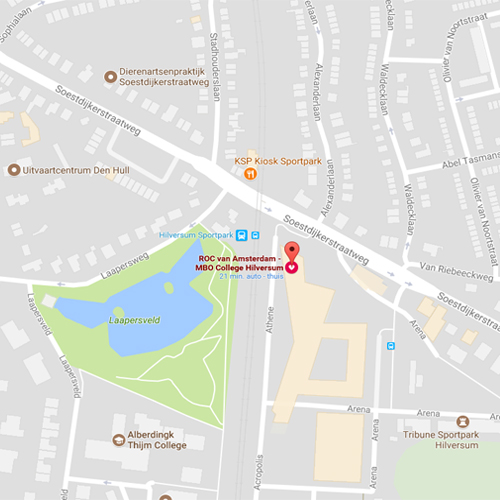 Sophialaan
Stadhouderslaan
Alexanderlaan
Waldecklaan
Olivier van Noortstraat
Dierenartsenpraktijk
Soestdijkerstraatweg
Soestdijkerstraatweg
KSP Kiosk Sportpark
Abel Tasmans
Uitvaartcentrum Den Hull
Alexanderlaan
Waldecklaan
Olivier van Noortstraat
Hilversum Sportpark
Soestdijkerstraatweg
Laapersweg
ROC van Amsterdam -
MBO College Hilversum
21 min. auto - thuis
Van Riebeeckweg
Soestdijkerstraatweg
Laapersveld
Laapersveld
Athene
Arena
Arena
Arena
Arena
Alberdingk
Thijm College
Tribune Sportpark
Hilversum
Acropolis